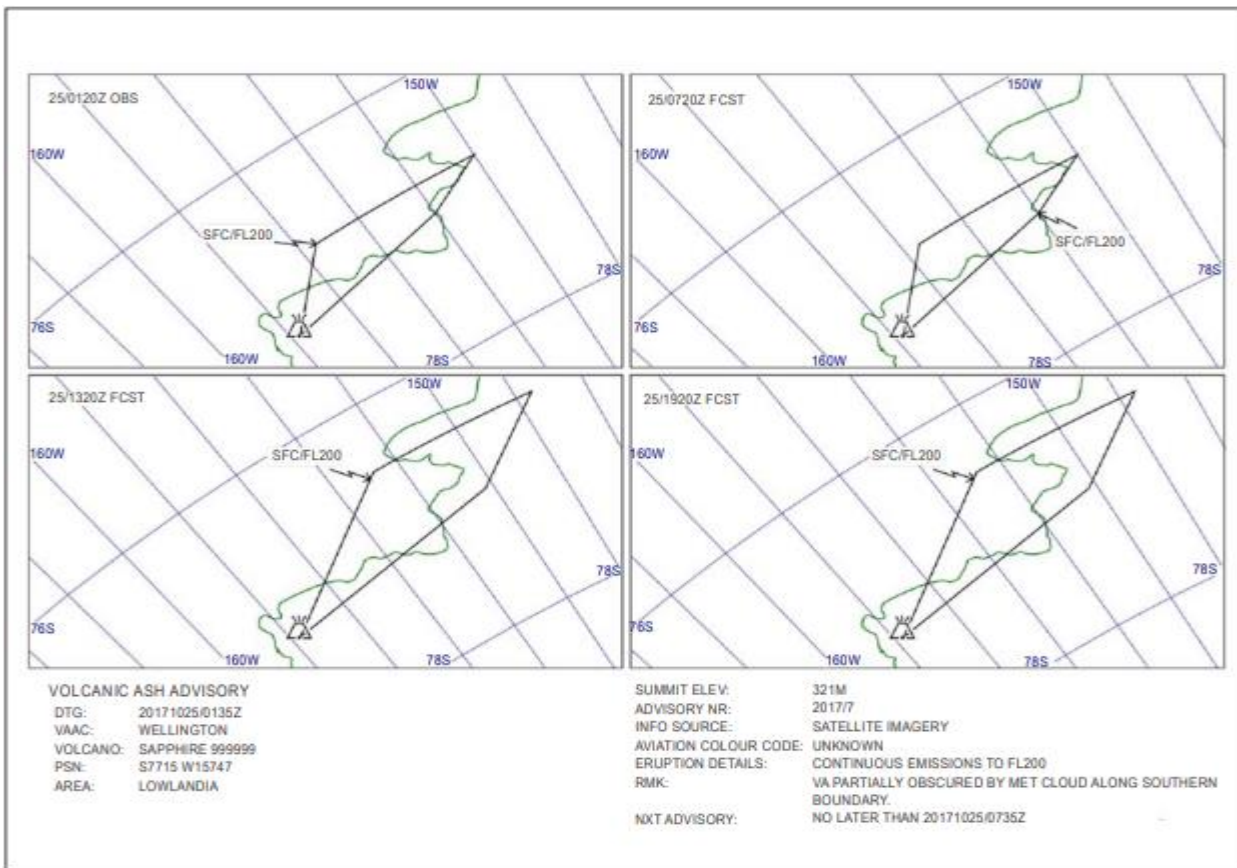 150W
25/0120Z OBS
160W
SFC/FL200
78S
76S
160W
78S
150W
25/0720Z FCST
160W
SFC/FL200
78S
76S
160W
78S
150W
25/1320Z FCST
160W
SFC/FL200
78S
76S
160W
78S
150W
25/1920Z FCST
160W
SFC/FL200
78S
76S
160W
78S
VOLCANIC ASH ADVISORY
DTG: 20171025/0135Z
VAAC: WELLINGTON
VOLCANO: SAPPHIRE 999999
PSN: S7715 W15747
AREA: LOWLANDIA
SUMMIT ELEV: 321M
ADVISORY NR: 2017/7
INFO SOURCE: SATELLITE IMAGERY
AVIATION COLOUR CODE: UNKNOWN
ERUPTION DETAILS: CONTINUOUS EMISSIONS TO FL200
RMK: VA PARTIALLY OBSCURED BY MET CLOUD ALONG SOUTHERN
BOUNDARY.
NXT ADVISORY: NO LATER THAN 20171025/0735Z